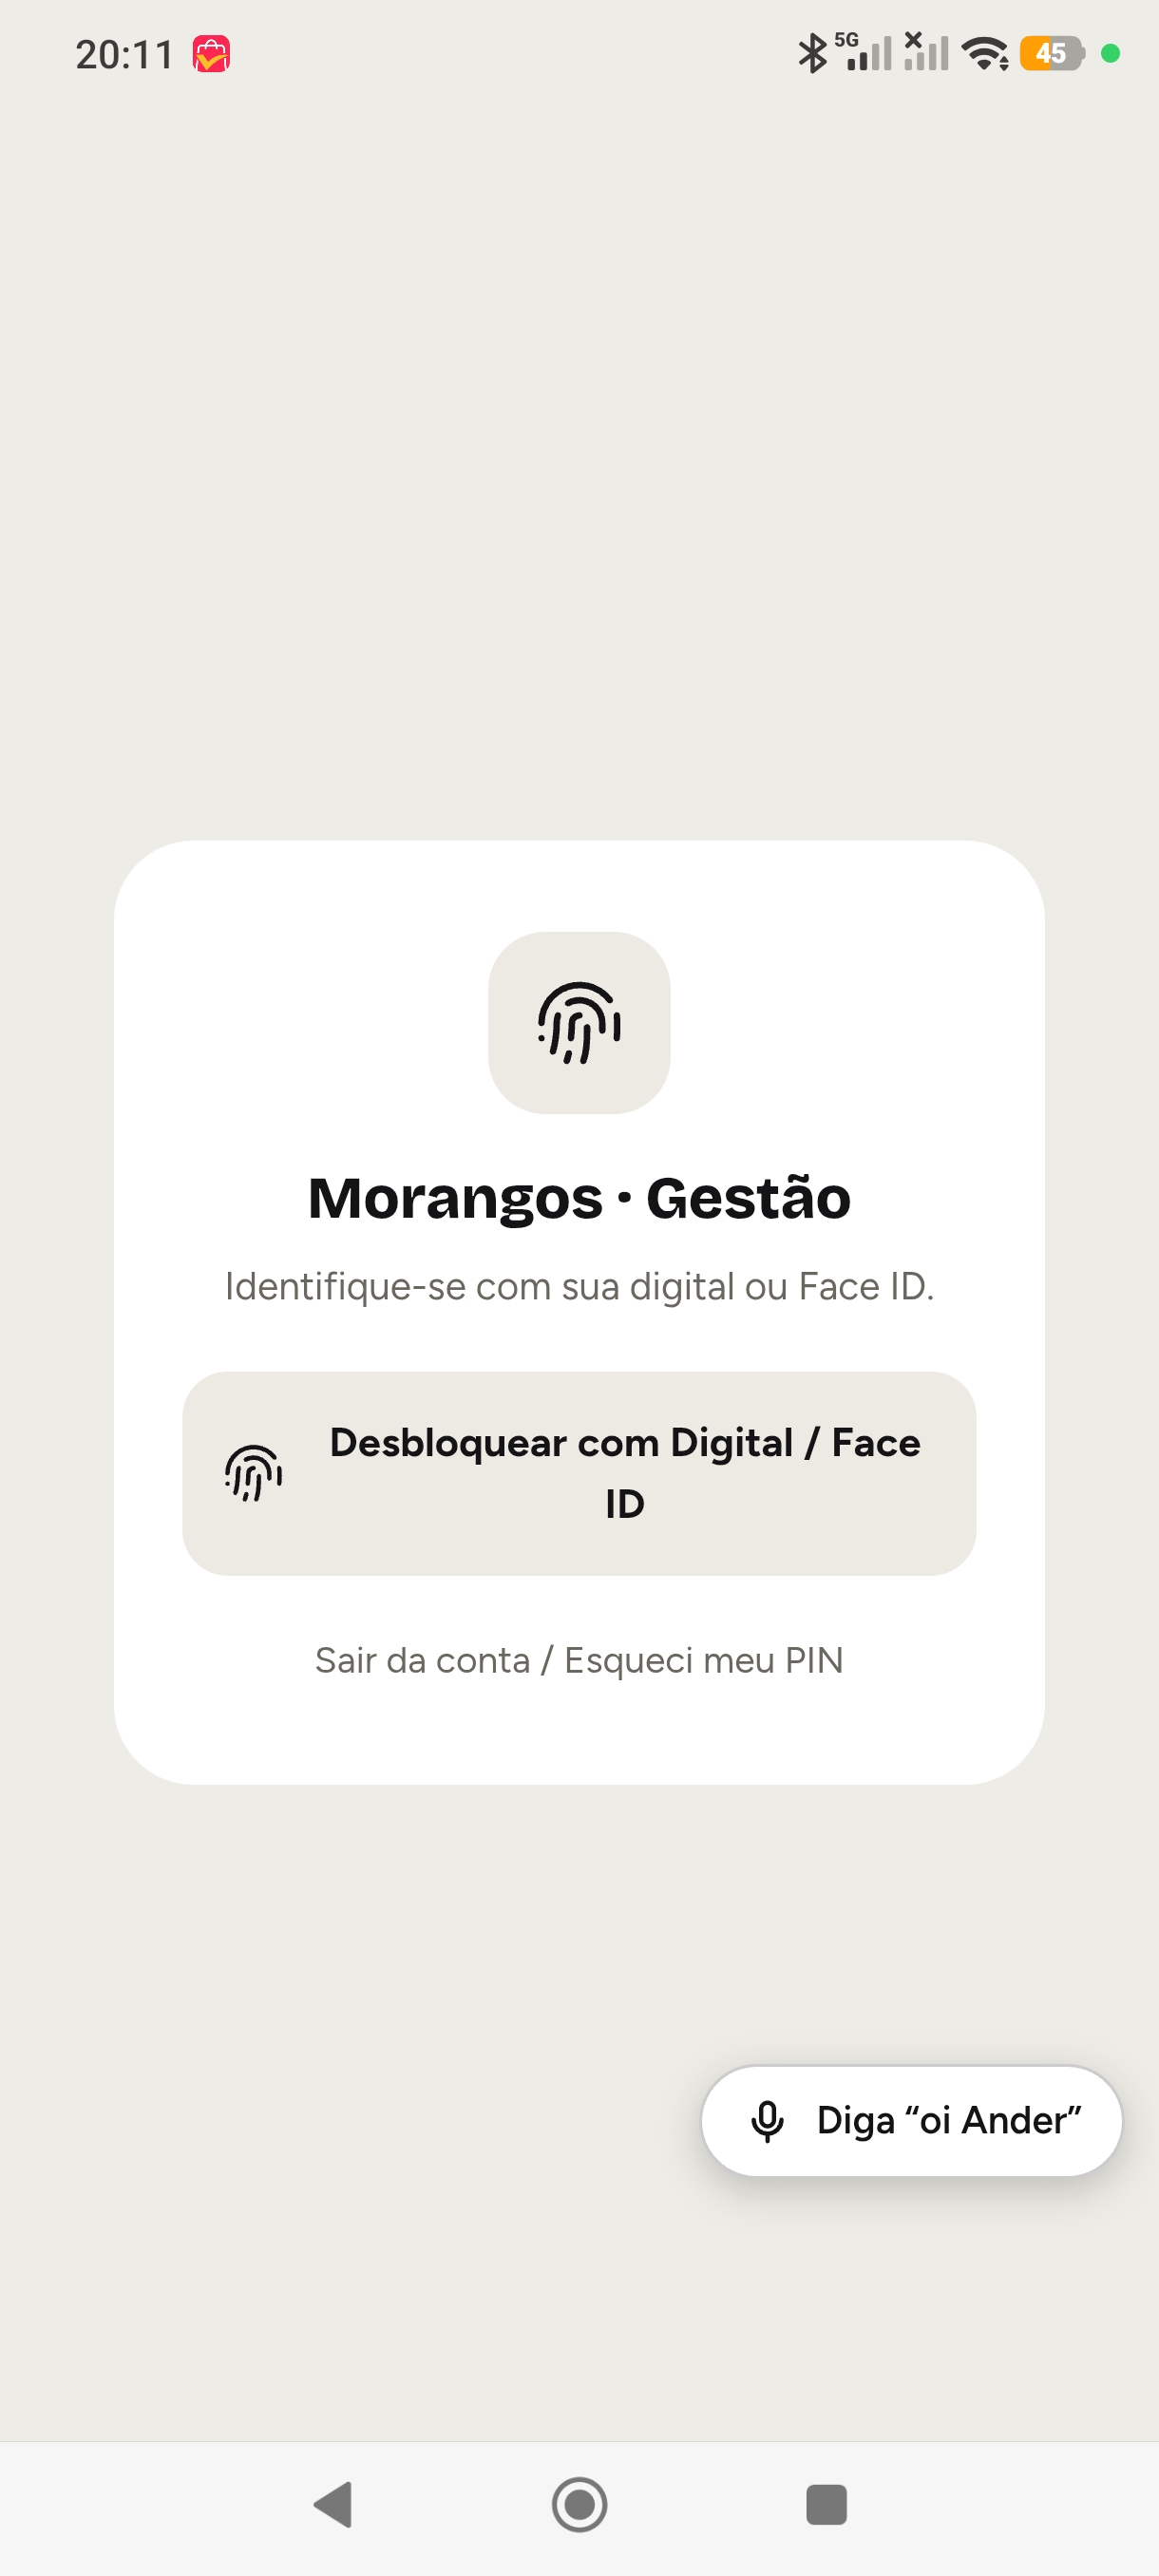 20:11
5G
45
Morangos · Gestão
Identifique-se com sua digital ou Face ID.
Desbloquear com Digital / Face
ID
Sair da conta / Esqueci meu PIN
Diga “oi Ander”